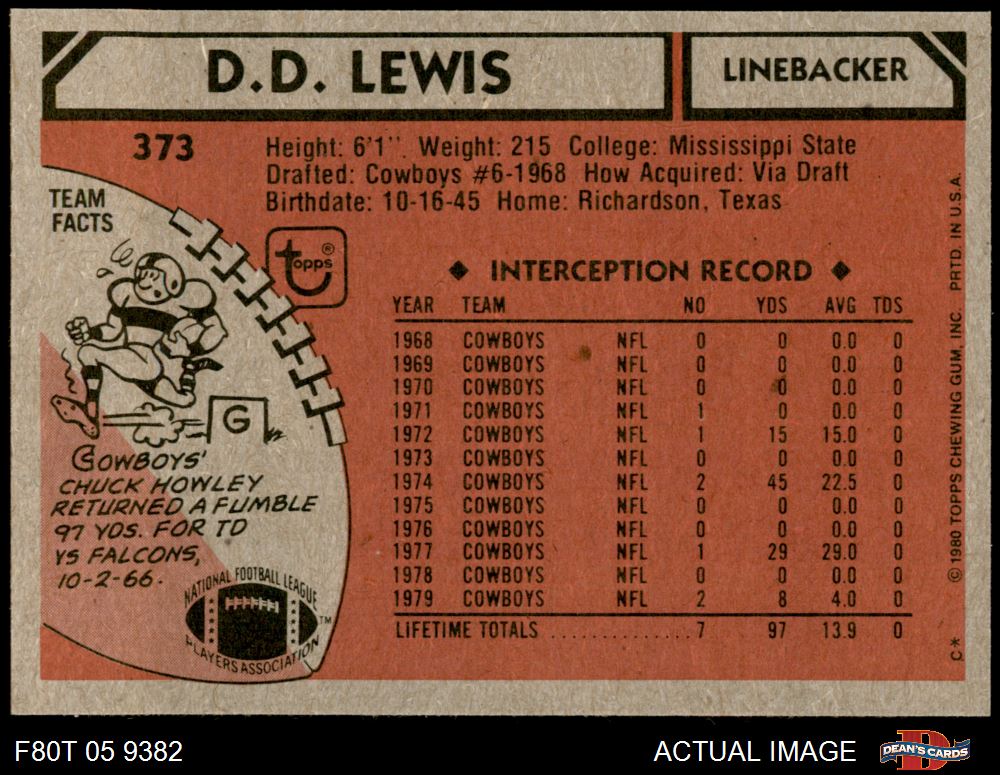 D.D. LEWIS
LINEBACKER
373
Height: 6'1". Weight: 215 College: Mississippi State
Drafted: Cowboys #6-1968 How Acquired: Via Draft
Birthdate: 10-16-45 Home: Richardson, Texas
TEAM
FACTS
topps ®
G
COWBOYS'
CHUCK HOWLEY
RETURNED A FUMBLE
97 YDS. FOR TD
VS FALCONS,
10-2-66.
NATIONAL FOOTBALL LEAGUE
PLAYERS ASSOCIATION
TM
◆ INTERCEPTION RECORD ◆
YEAR TEAM NO YDS AVG TDS
1968 COWBOYS NFL 0 0 0.0 0
1969 COWBOYS NFL 0 0 0.0 0
1970 COWBOYS NFL 0 0 0.0 0
1971 COWBOYS NFL 1 0 0.0 0
1972 COWBOYS NFL 1 15 15.0 0
1973 COWBOYS NFL 0 0 0.0 0
1974 COWBOYS NFL 2 45 22.5 0
1975 COWBOYS NFL 0 0 0.0 0
1976 COWBOYS NFL 0 0 0.0 0
1977 COWBOYS NFL 1 29 29.0 0
1978 COWBOYS NFL 0 0 0.0 0
1979 COWBOYS NFL 2 8 4.0 0
LIFETIME TOTALS ..............7 97 13.9 0
C* © 1980 TOPPS CHEWING GUM, INC. PRTD. IN U.S.A.
F80T 05 9382
ACTUAL IMAGE
DEAN'S CARDS